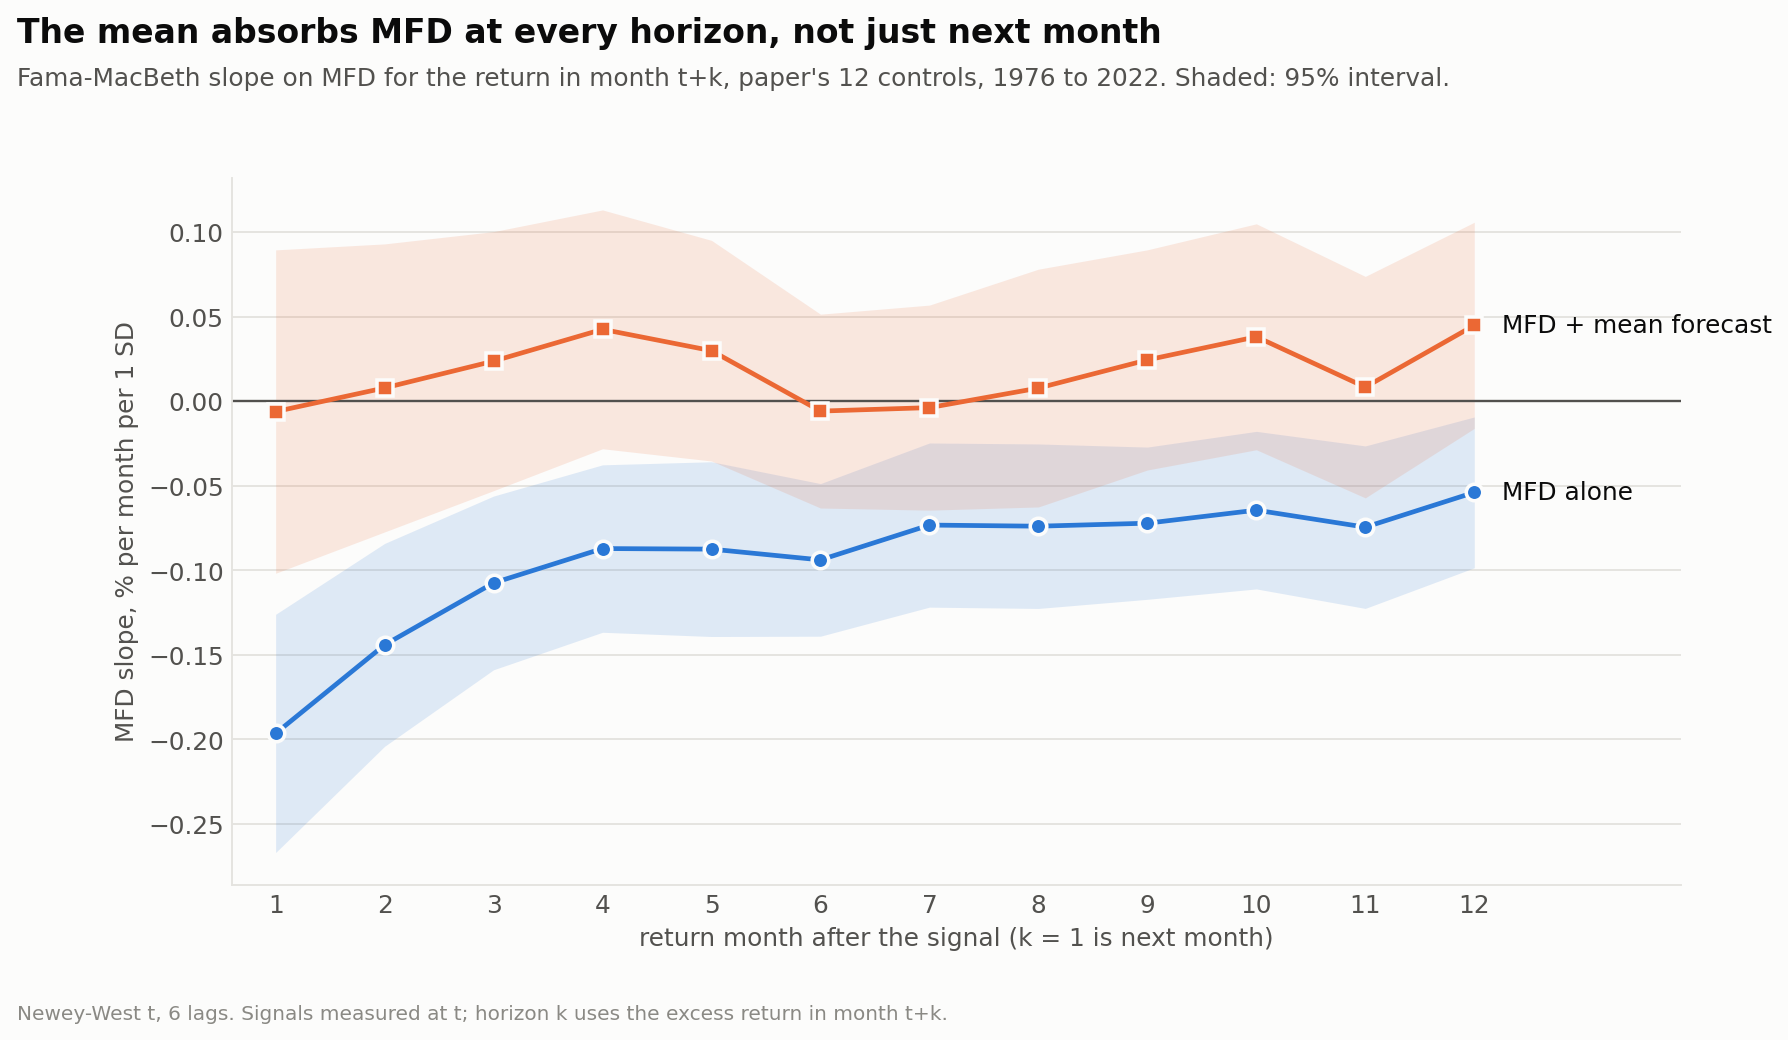 The mean absorbs MFD at every horizon, not just next month
Fama-MacBeth slope on MFD for the return in month t+k, paper's 12 controls, 1976 to 2022. Shaded: 95% interval.
MFD slope, % per month per 1 SD
0.10
0.05
0.00
−0.05
−0.10
−0.15
−0.20
−0.25
MFD + mean forecast
MFD alone
1 2 3 4 5 6 7 8 9 10 11 12
return month after the signal (k = 1 is next month)
Newey-West t, 6 lags. Signals measured at t; horizon k uses the excess return in month t+k.